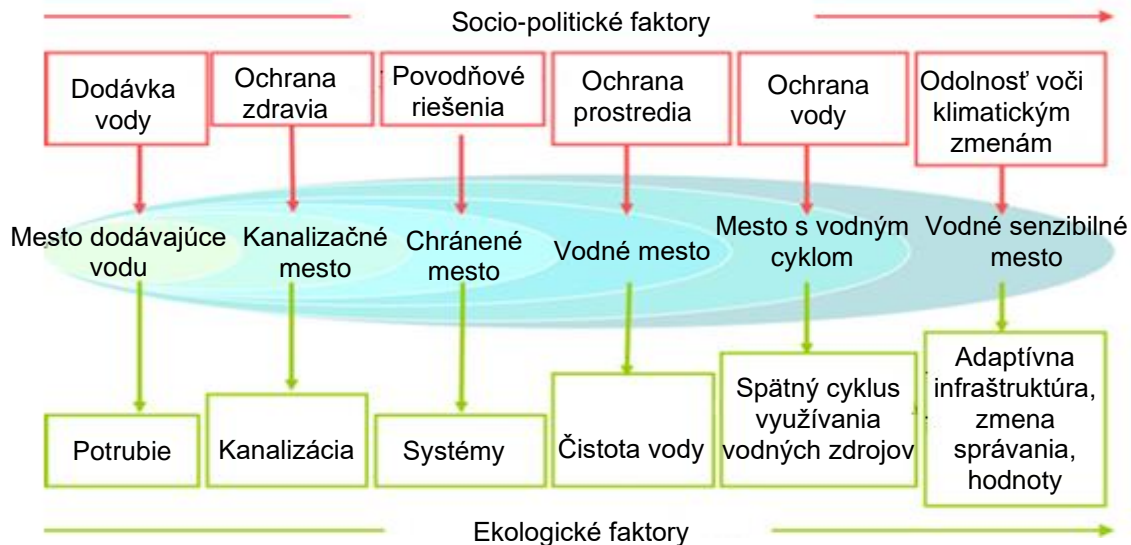 Socio-politické faktory
Dodávka
vody
Ochrana
zdravia
Povodňové
riešenia
Ochrana
prostredia
Ochrana
vody
Odolnosť voči
klimatickým
zmenám
Mesto dodávajúce
vodu
Kanalizačné
mesto
Chránené
mesto
Vodné mesto
Mesto s vodným
cyklom
Vodné senzibilné
mesto
Potrubie
Kanalizácia
Systémy
Čistota vody
Spätný cyklus
využívania
vodných zdrojov
Adaptívna
infraštruktúra,
zmena
správania,
hodnoty
Ekologické faktory